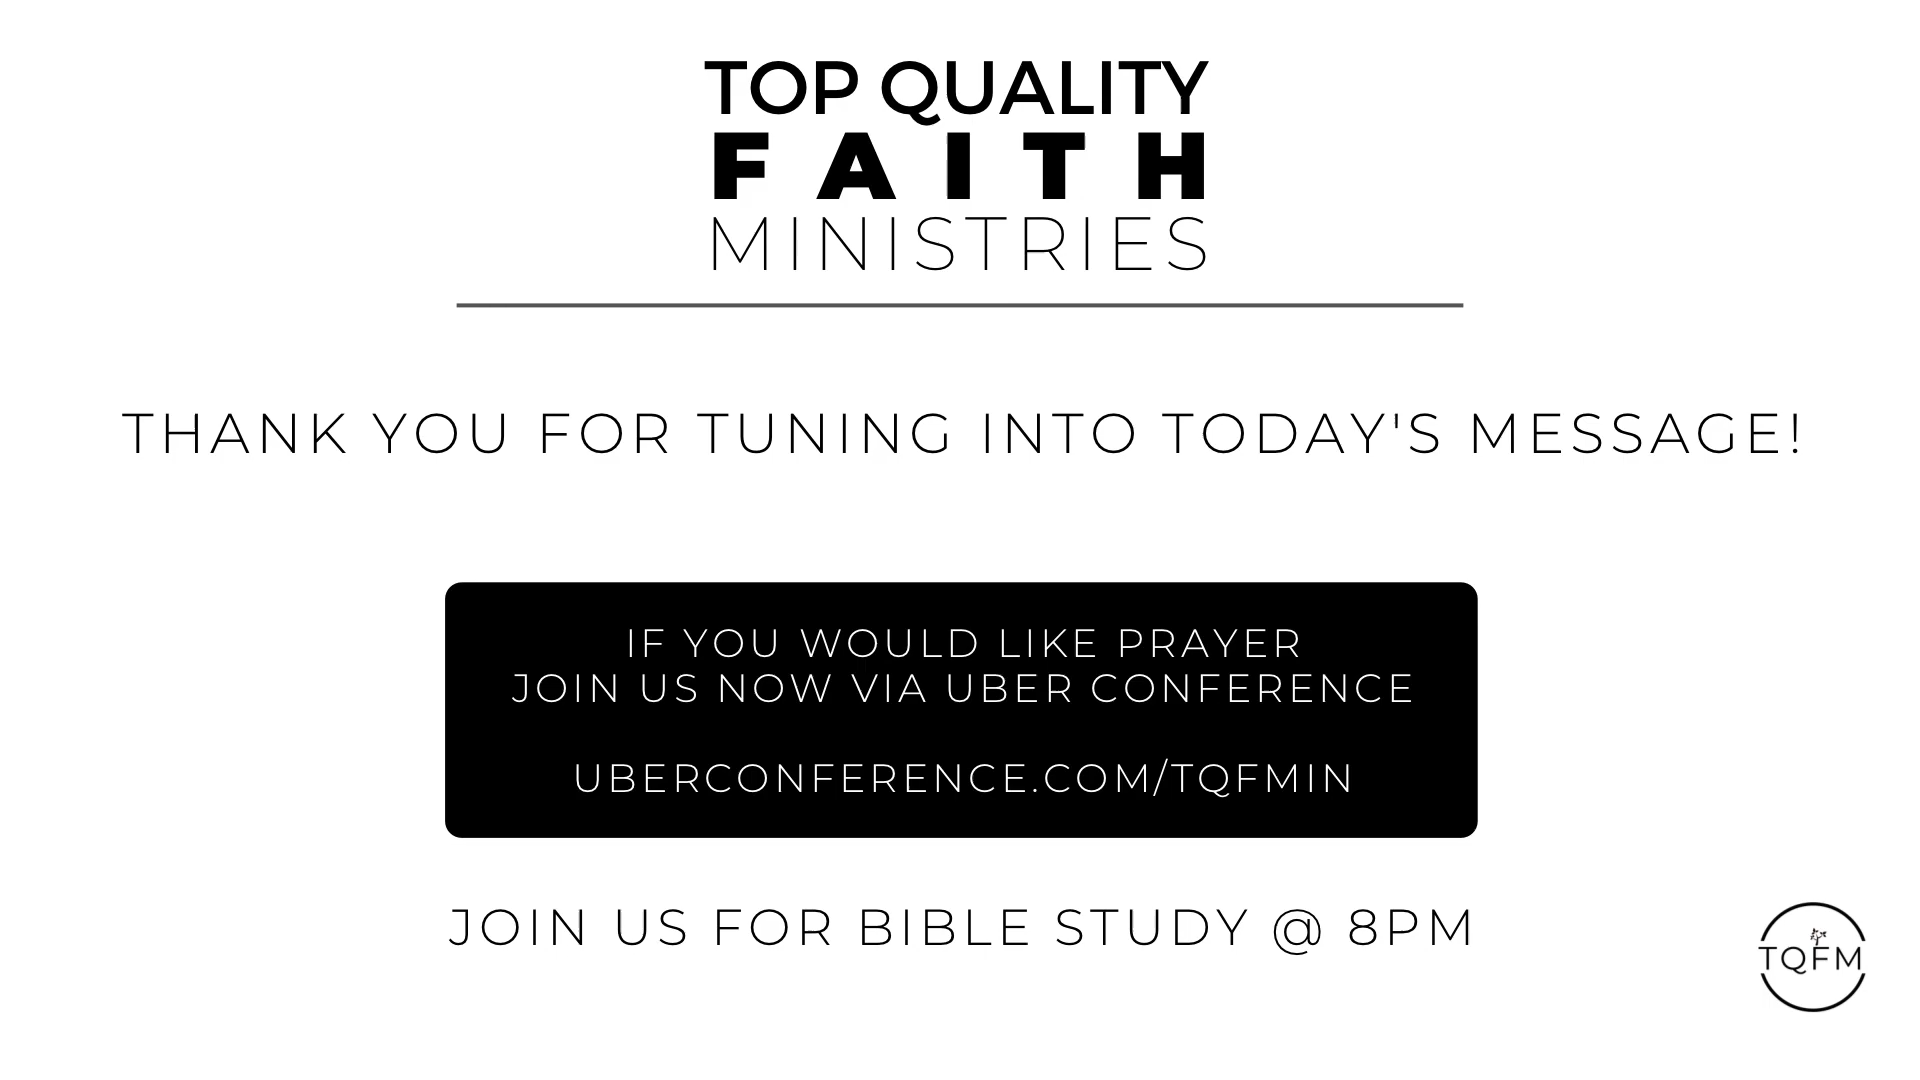 TOP QUALITY
FAITH
MINISTRIES
THANK YOU FOR TUNING INTO TODAY'S MESSAGE!
IF YOU WOULD LIKE PRAYER
JOIN US NOW VIA UBER CONFERENCE
UBERCONFERENCE.COM/TQFMIN
JOIN US FOR BIBLE STUDY @ 8PM
TQFM